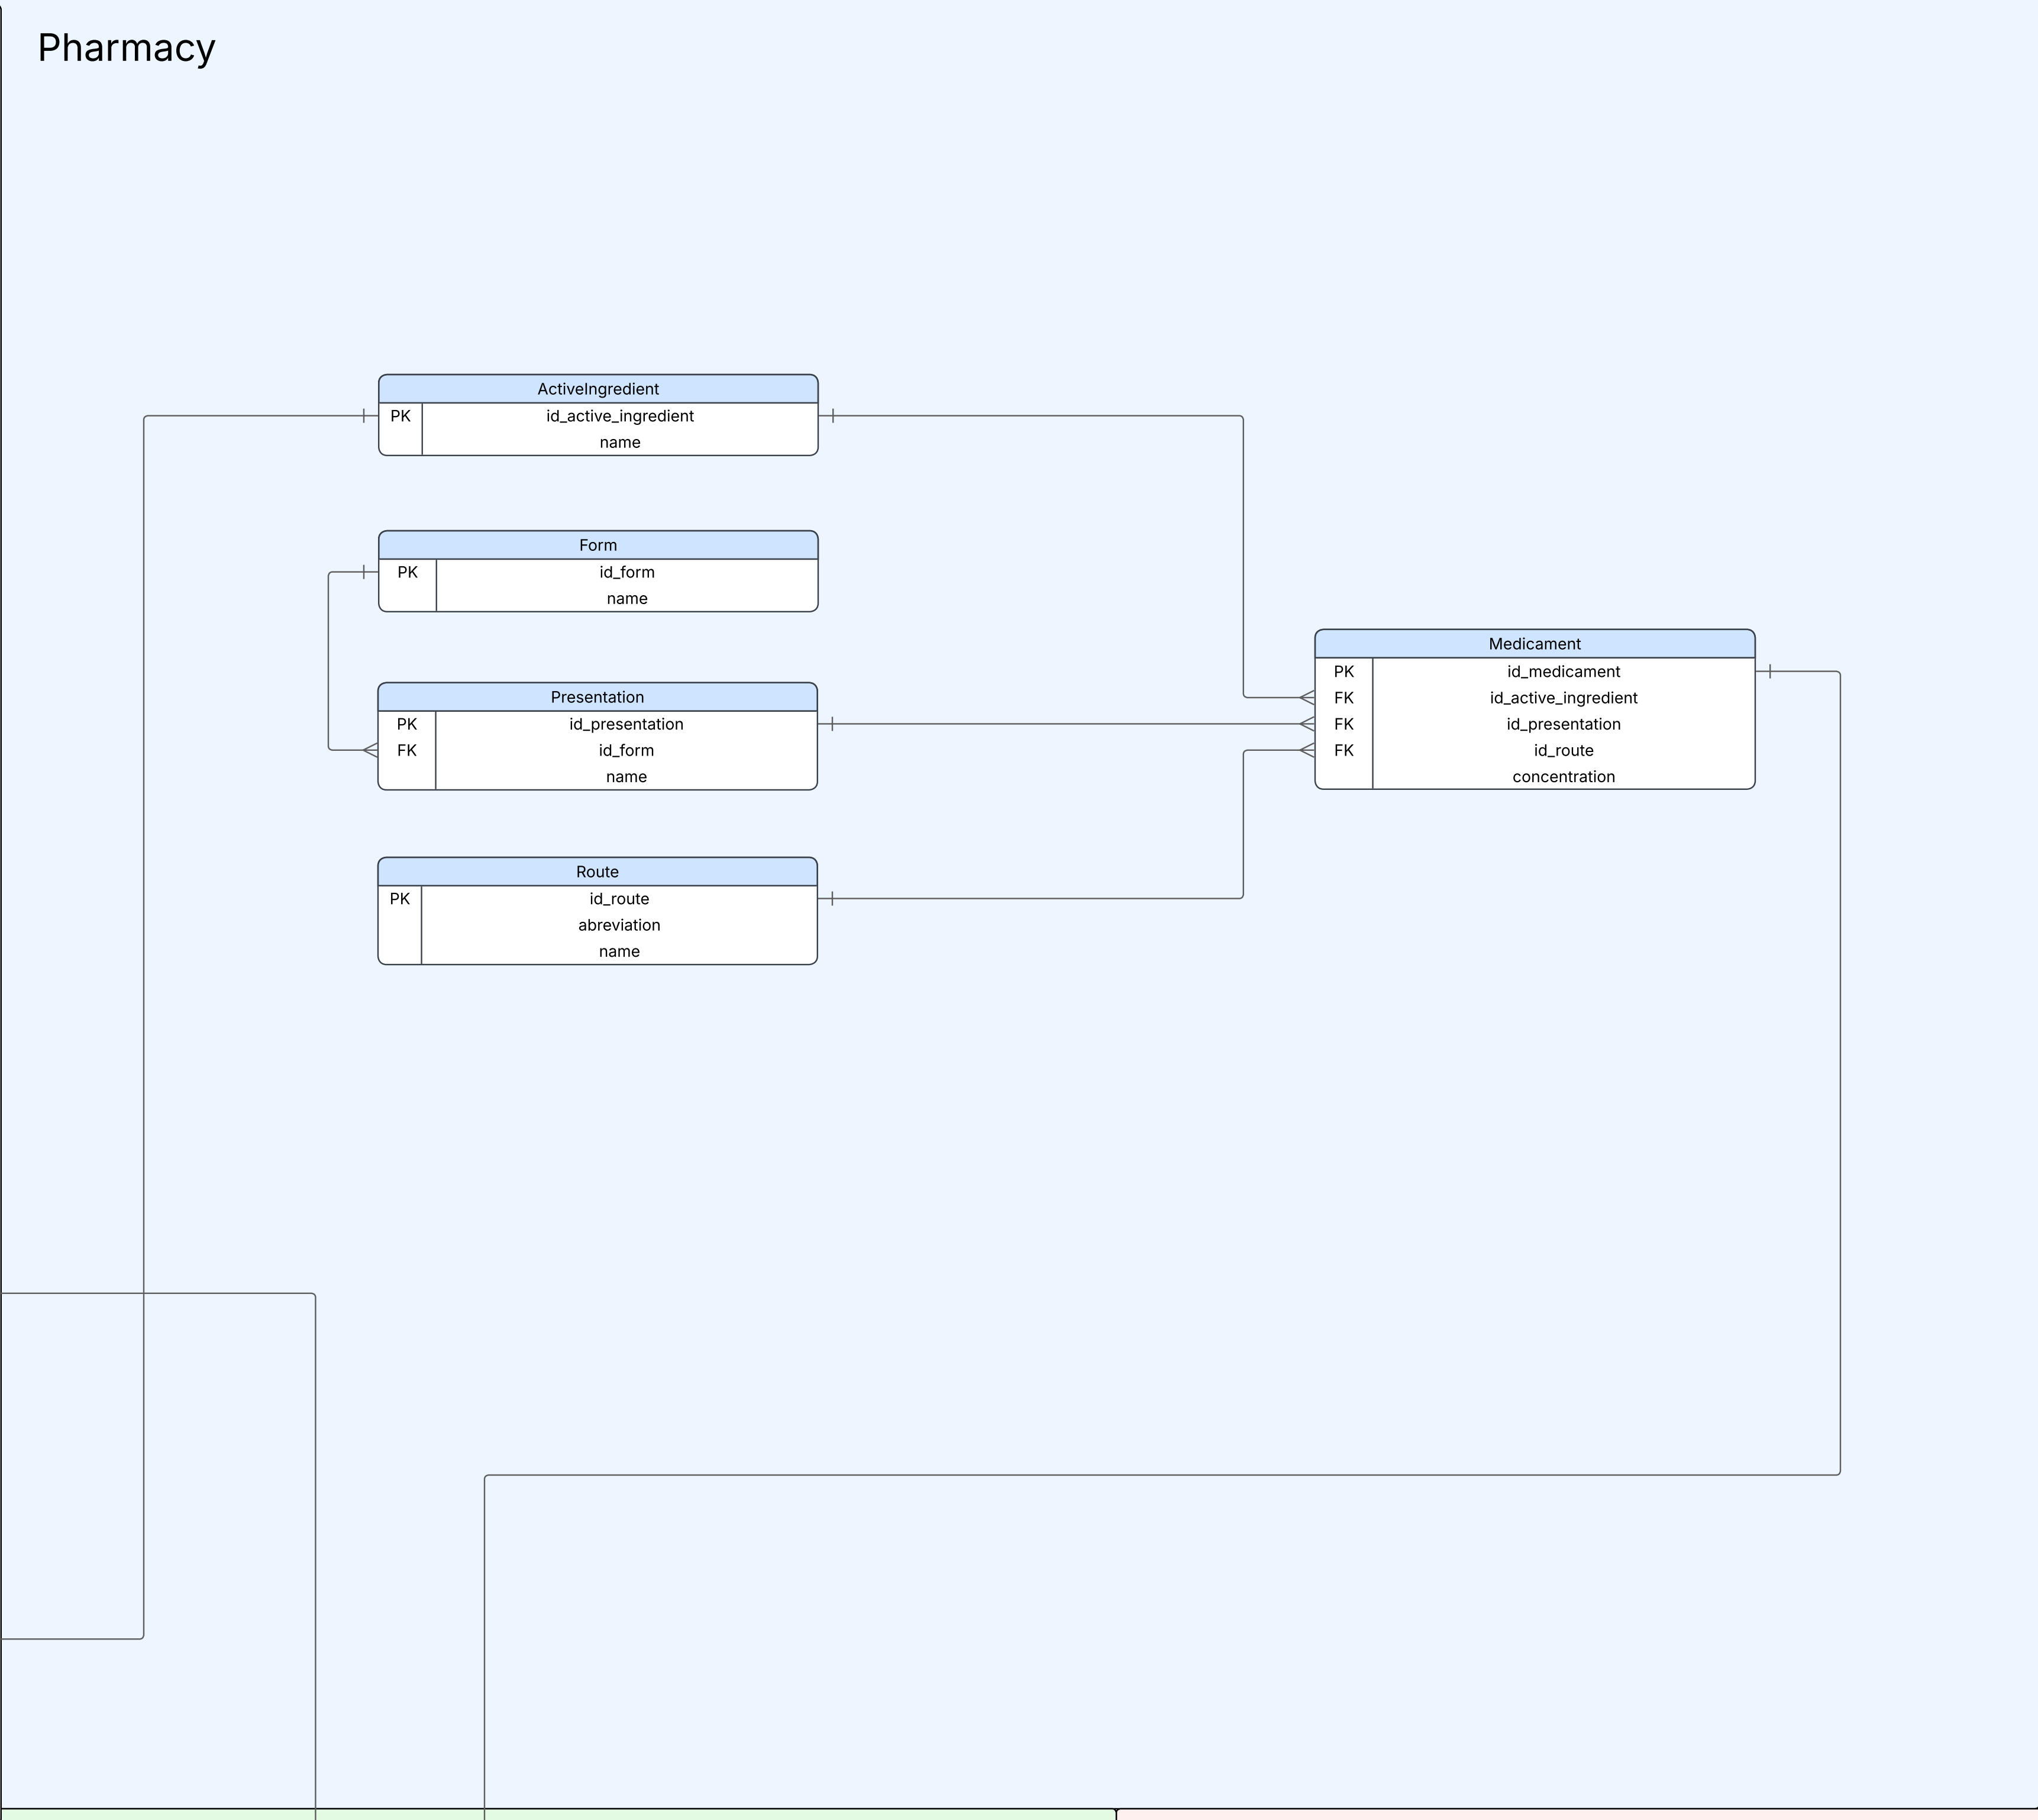 Pharmacy
ActiveIngredient
PK id_active_ingredient
name
Form
PK id_form
name
Presentation
PK id_presentation
FK id_form
name
Route
PK id_route
abreviation
name
Medicament
PK id_medicament
FK id_active_ingredient
FK id_presentation
FK id_route
concentration